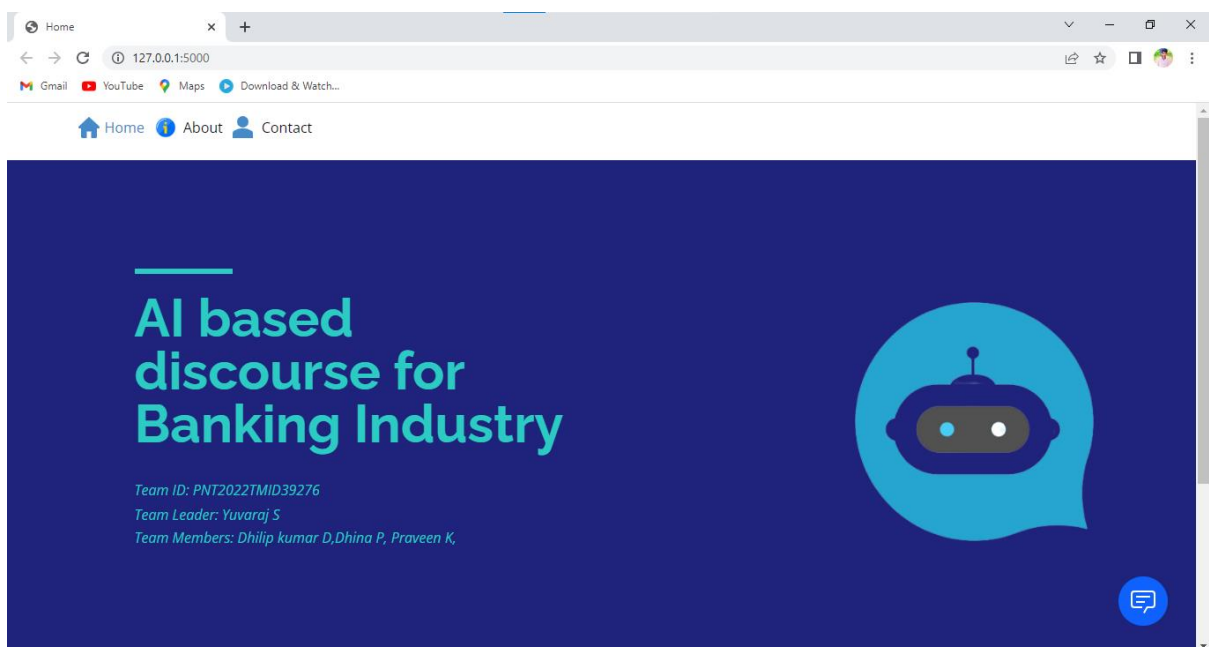 Home
127.0.0.1:5000
Gmail YouTube Maps Download & Watch...
Home About Contact
AI based
discourse for
Banking Industry
Team ID: PNT2022TMID39276
Team Leader: Yuvaraj S
Team Members: Dhilip kumar D,Dhina P, Praveen K,